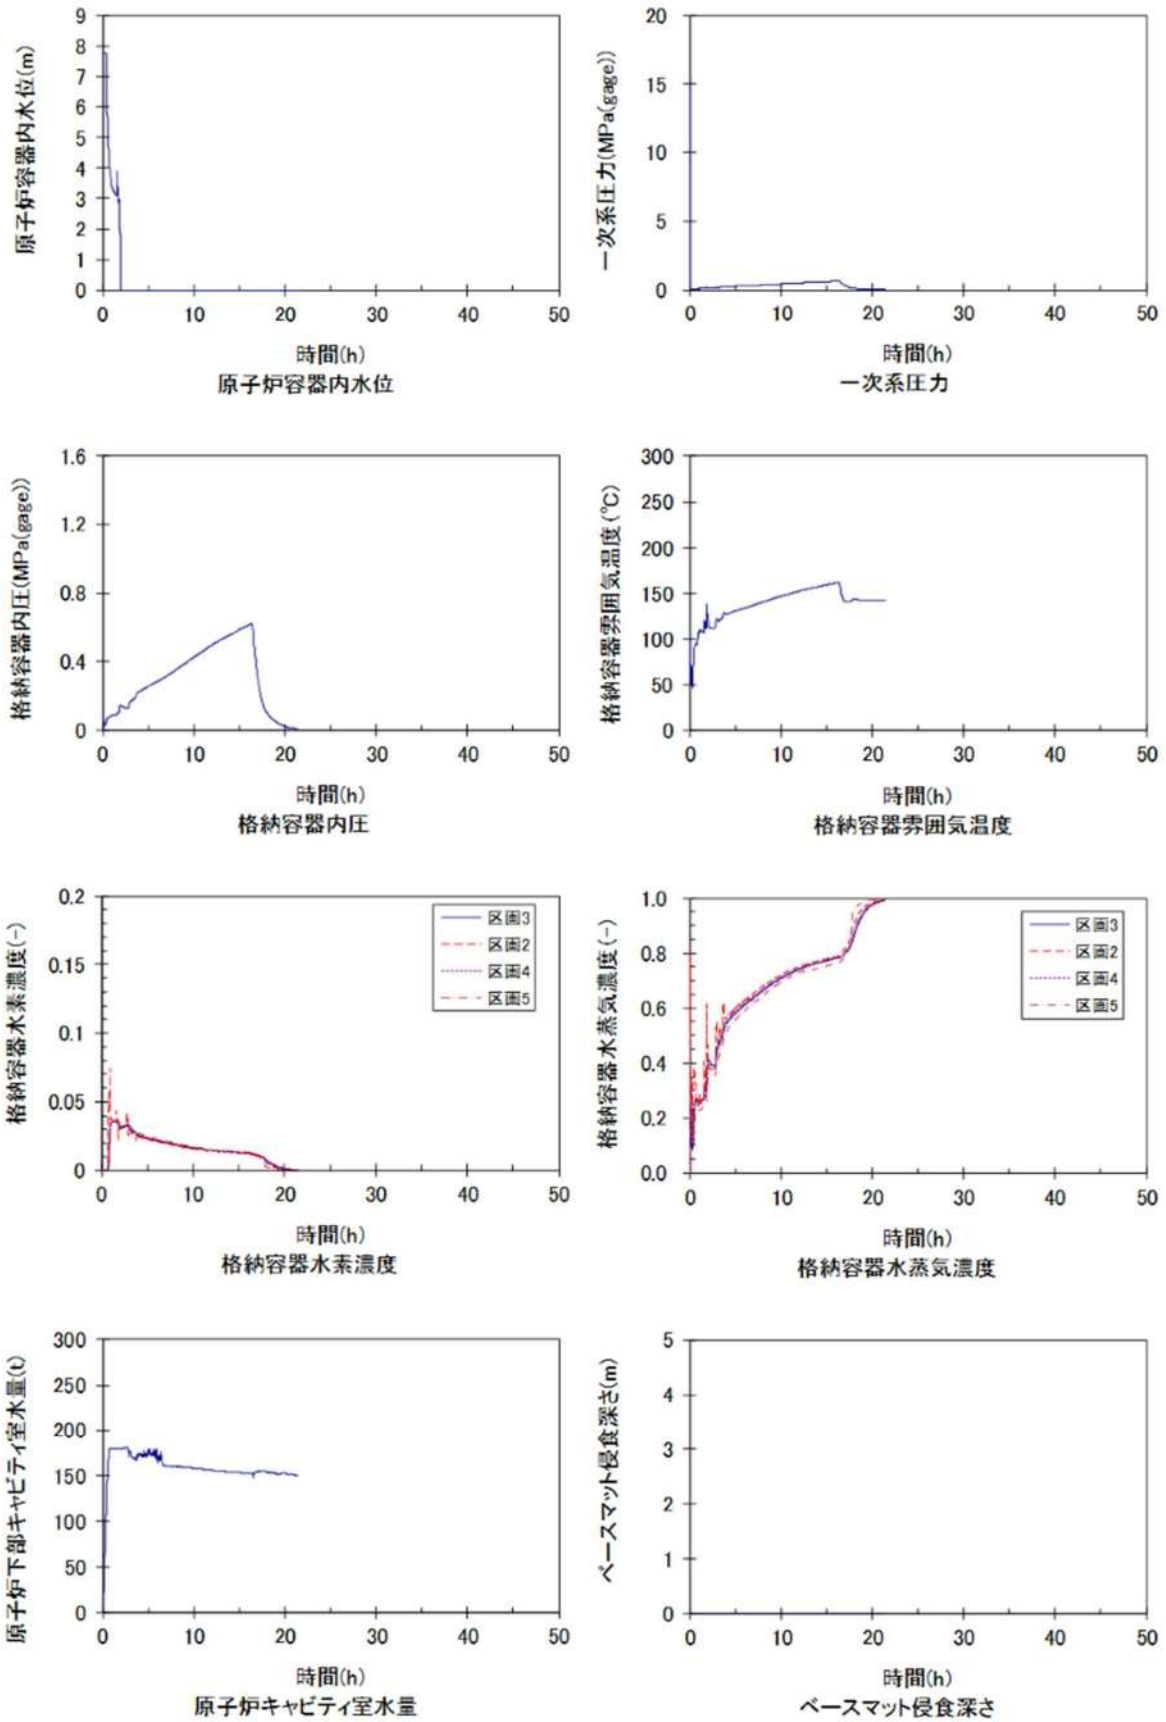 原子炉容器内水位(m)
9
8
7
6
5
4
3
2
1
0
0 10 20 30 40 50
時間(h)
原子炉容器内水位
一次系圧力(MPa(gage))
20
15
10
5
0
0 10 20 30 40 50
時間(h)
一次系圧力
格納容器内圧(MPa(gage))
1.6
1.2
0.8
0.4
0
0 10 20 30 40 50
時間(h)
格納容器内圧
格納容器雰囲気温度(℃)
300
250
200
150
100
50
0
0 10 20 30 40 50
時間(h)
格納容器雰囲気温度
格納容器水素濃度(-)
0.2
0.15
0.1
0.05
0
0 10 20 30 40 50
区画3
区画2
区画4
区画5
時間(h)
格納容器水素濃度
格納容器水蒸気濃度(-)
1.0
0.8
0.6
0.4
0.2
0.0
0 10 20 30 40 50
区画3
区画2
区画4
区画5
時間(h)
格納容器水蒸気濃度
原子炉下部キャビティ室水量(t)
300
250
200
150
100
50
0
0 10 20 30 40 50
時間(h)
原子炉キャビティ室水量
ベースマット侵食深さ(m)
5
4
3
2
1
0
0 10 20 30 40 50
時間(h)
ベースマット侵食深さ